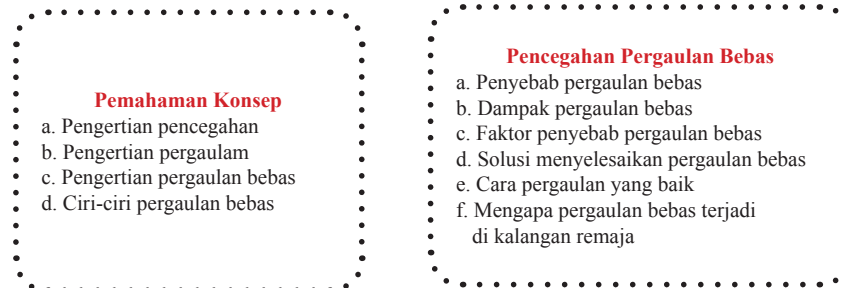 Pemahaman Konsep
a. Pengertian pencegahan
b. Pengertian pergaulam
c. Pengertian pergaulan bebas
d. Ciri-ciri pergaulan bebas
Pencegahan Pergaulan Bebas
a. Penyebab pergaulan bebas
b. Dampak pergaulan bebas
c. Faktor penyebab pergaulan bebas
d. Solusi menyelesaikan pergaulan bebas
e. Cara pergaulan yang baik
f. Mengapa pergaulan bebas terjadi
di kalangan remaja